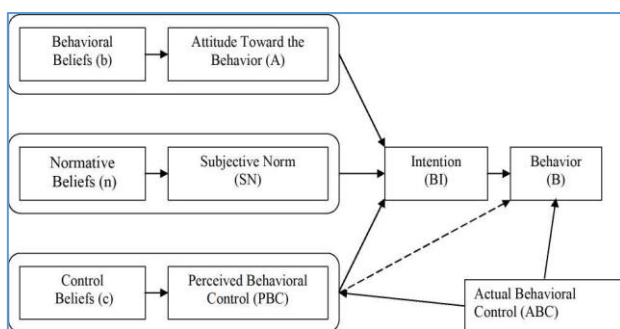 Behavioral
Beliefs (b)
Attitude Toward the
Behavior (A)
Normative
Beliefs (n)
Subjective Norm
(SN)
Intention
(BI)
Behavior
(B)
Control
Beliefs (c)
Perceived Behavioral
Control (PBC)
Actual Behavioral
Control (ABC)